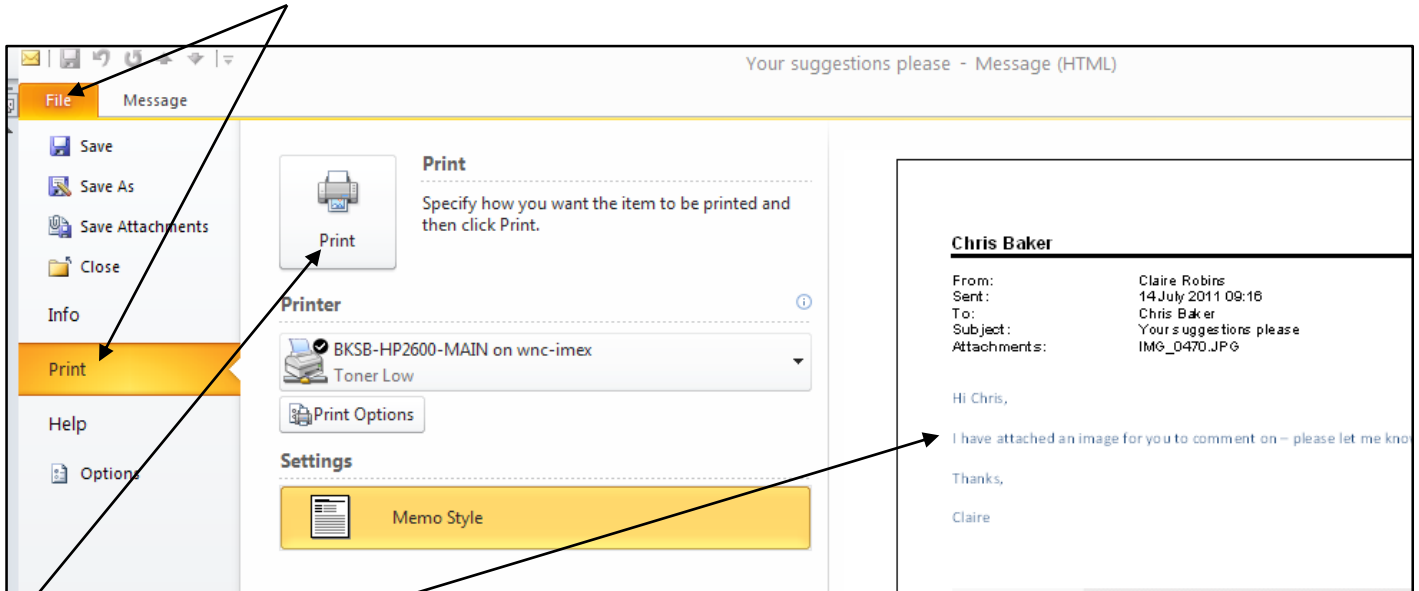 Your suggestions please - Message (HTML)
File Message
Save
Save As
Save Attachments
Close
Info
Print
Help
Options
Print
Print
Specify how you want the item to be printed and
then click Print.
Printer
BKSB-HP2600-MAIN on wnc-imex
Toner Low
Print Options
Settings
Memo Style
Chris Baker
From: Claire Robins
Sent: 14 July 2011 09:16
To: Chris Baker
Subject: Your suggestions please
Attachments: IMG_0470.JPG
Hi Chris,
I have attached an image for you to comment on – please let me
Thanks,
Claire